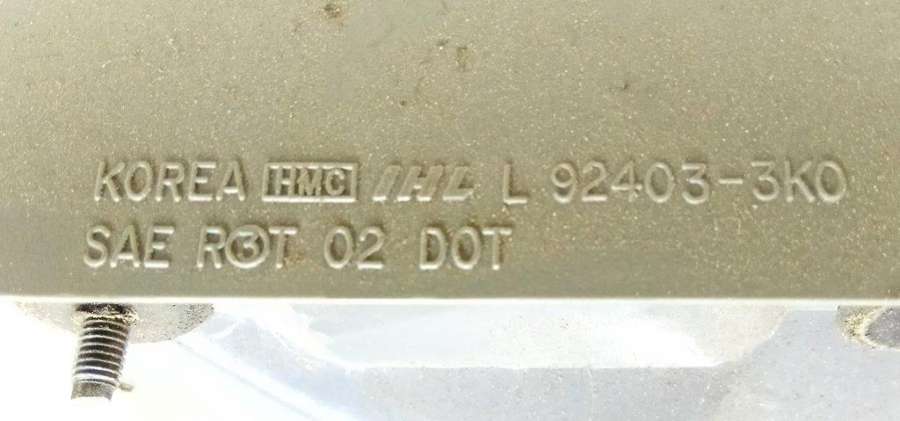 KOREA HMC IHL L 92403-3K0
SAE R③T 02 DOT